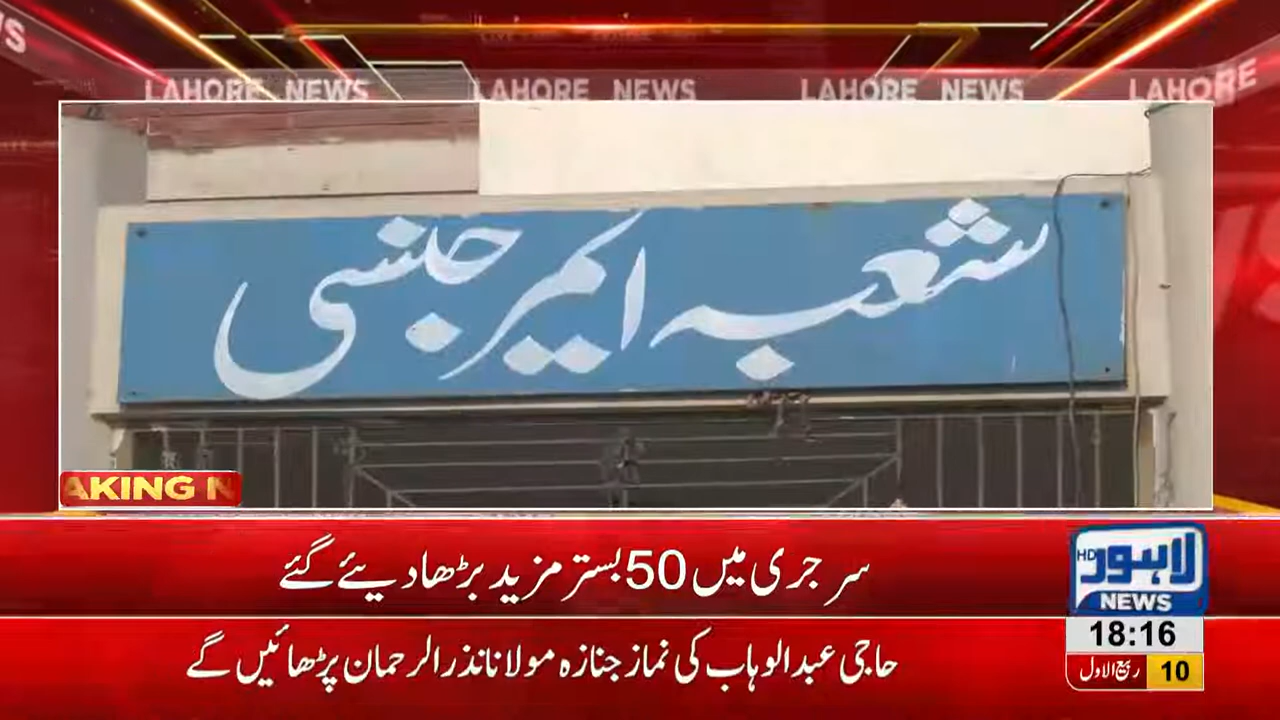 LAHORE NEWS LAHORE NEWS LAHORE NEWS LAHORE
شعبہ ایمرجنسی
AKING N
سرجری میں 50 بستر مزید بڑھا دیئے گئے
حاجی عبدالوہاب کی نماز جنازہ مولانا نذرالرحمان پڑھائیں گے
لاہور HD
NEWS
18:16
10 ربیع الاول